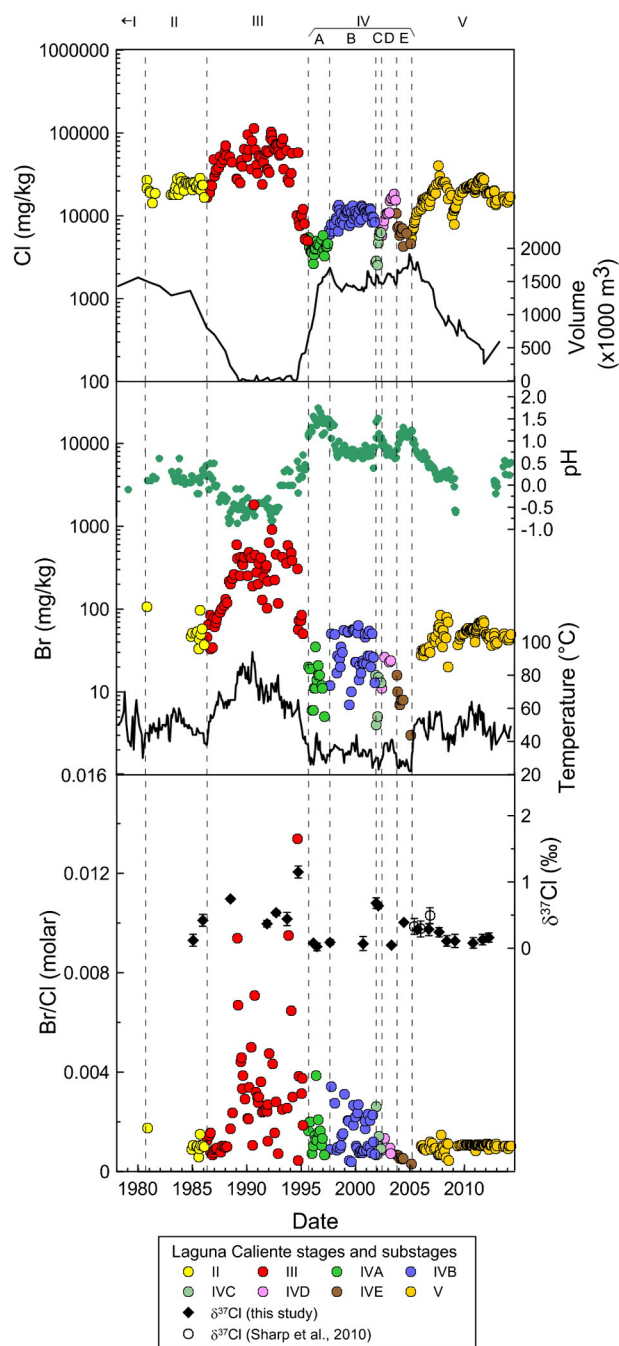 ←I II III IV V
A B C D E
1000000
100000
10000
1000
100
Cl (mg/kg)
2000
1500
1000
500
0
Volume
(x1000 m³)
10000
1000
100
10
Br (mg/kg)
2.0
1.5
1.0
0.5
0.0
-0.5
-1.0
pH
100
80
60
40
20
Temperature (°C)
0.016
0.012
0.008
0.004
0.000
Br/Cl (molar)
2
1
0
δ³⁷Cl (‰)
1980 1985 1990 1995 2000 2005 2010
Date
Laguna Caliente stages and substages
II III IVA IVB
IVC IVD IVE V
δ³⁷Cl (this study)
δ³⁷Cl (Sharp et al., 2010)